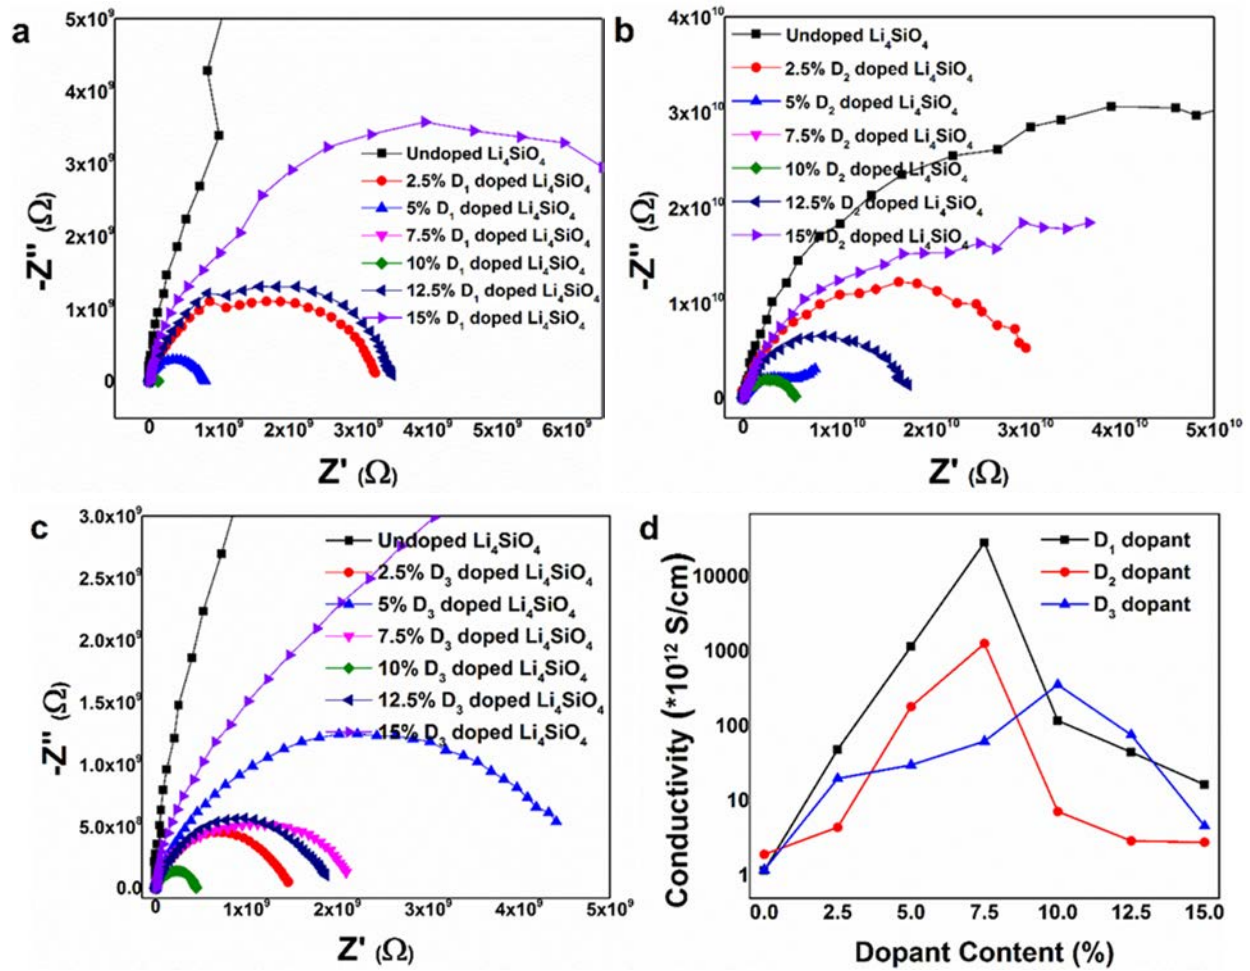 a
5x10⁹
4x10⁹
3x10⁹
2x10⁹
1x10⁹
0
-Z'' (Ω)
Undoped Li₄SiO₄
2.5% D₁ doped Li₄SiO₄
5% D₁ doped Li₄SiO₄
7.5% D₁ doped Li₄SiO₄
10% D₁ doped Li₄SiO₄
12.5% D₁ doped Li₄SiO₄
15% D₁ doped Li₄SiO₄
0 1x10⁹ 2x10⁹ 3x10⁹ 4x10⁹ 5x10⁹ 6x10⁹
Z' (Ω)
b
4x10¹⁰
3x10¹⁰
2x10¹⁰
1x10¹⁰
0
-Z'' (Ω)
Undoped Li₄SiO₄
2.5% D₂ doped Li₄SiO₄
5% D₂ doped Li₄SiO₄
7.5% D₂ doped Li₄SiO₄
10% D₂ doped Li₄SiO₄
12.5% D₂ doped Li₄SiO₄
15% D₂ doped Li₄SiO₄
0 1x10¹⁰ 2x10¹⁰ 3x10¹⁰ 4x10¹⁰ 5x10¹⁰
Z' (Ω)
c
3.0x10⁹
2.5x10⁹
2.0x10⁹
1.5x10⁹
1.0x10⁹
5.0x10⁸
0.0
-Z'' (Ω)
Undoped Li₄SiO₄
2.5% D₃ doped Li₄SiO₄
5% D₃ doped Li₄SiO₄
7.5% D₃ doped Li₄SiO₄
10% D₃ doped Li₄SiO₄
12.5% D₃ doped Li₄SiO₄
15% D₃ doped Li₄SiO₄
0 1x10⁹ 2x10⁹ 3x10⁹ 4x10⁹ 5x10⁹
Z' (Ω)
d
10000
1000
100
10
1
Conductivity (*10¹² S/cm)
D₁ dopant
D₂ dopant
D₃ dopant
0.0 2.5 5.0 7.5 10.0 12.5 15.0
Dopant Content (%)